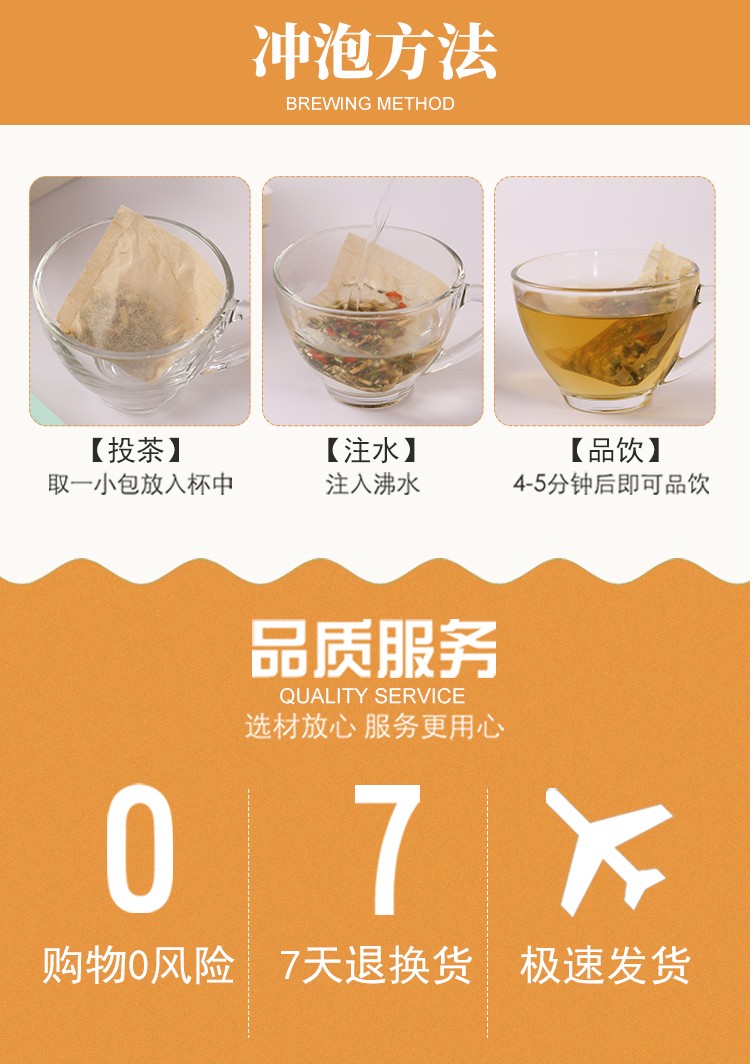 冲泡方法
BREWING METHOD
【投茶】
取一小包放入杯中
【注水】
注入沸水
【品饮】
4-5分钟后即可品饮
品质服务
QUALITY SERVICE
选材放心 服务更用心
0
购物0风险
7
7天退换货
极速发货